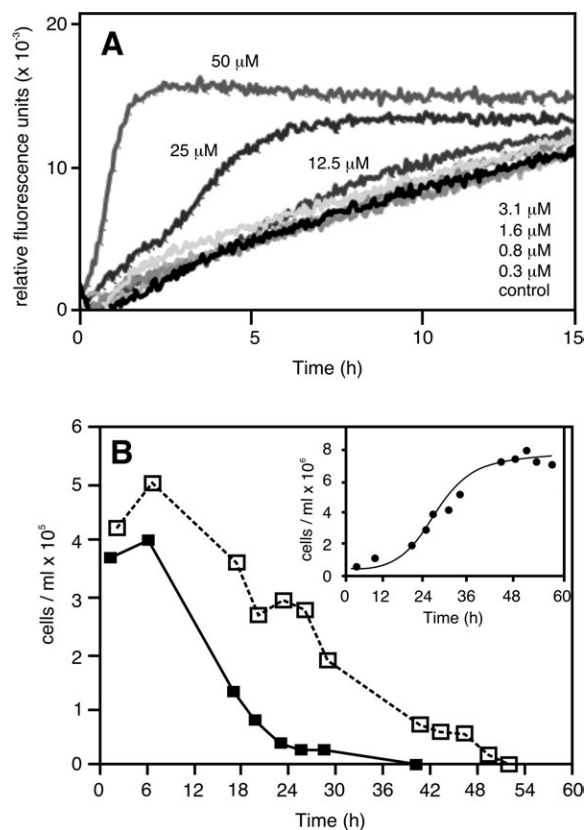 A
relative fluorescence units (x 10⁻³)
20
10
0
50 µM
25 µM
12.5 µM
3.1 µM
1.6 µM
0.8 µM
0.3 µM
control
0 5 10 15
Time (h)
B
cells / ml x 10⁵
6
5
4
3
2
1
0
0 6 12 18 24 30 36 42 48 54 60
Time (h)
cells / ml x 10⁶
8
6
4
2
0
0 12 24 36 48 60
Time (h)